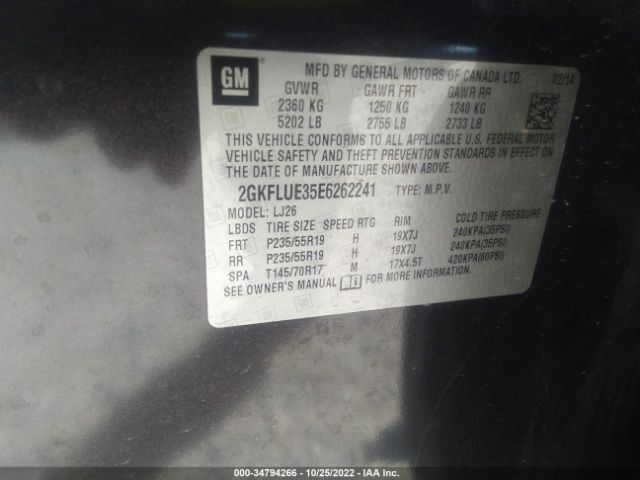 GM
MFD BY GENERAL MOTORS OF CANADA LTD. 02/14
GVWR GAWR FRT GAWR RR
2360 KG 1250 KG 1240 KG
5202 LB 2755 LB 2733 LB
THIS VEHICLE CONFORMS TO ALL APPLICABLE U.S. FEDERAL MOTOR
VEHICLE SAFETY AND THEFT PREVENTION STANDARDS IN EFFECT ON
THE DATE OF MANUFACTURE SHOWN ABOVE.
2GKFLUE35E6262241 TYPE: M.P.V.
MODEL: LJ26
LBDS TIRE SIZE SPEED RTG RIM COLD TIRE PRESSURE
FRT P235/55R19 H 19X7J 240KPA(35PSI)
RR P235/55R19 H 19X7J 240KPA(35PSI)
SPA T145/70R17 M 17X4.5T 420KPA(60PSI)
SEE OWNER'S MANUAL FOR MORE INFORMATION.
000-34794266 - 10/25/2022 - IAA Inc.